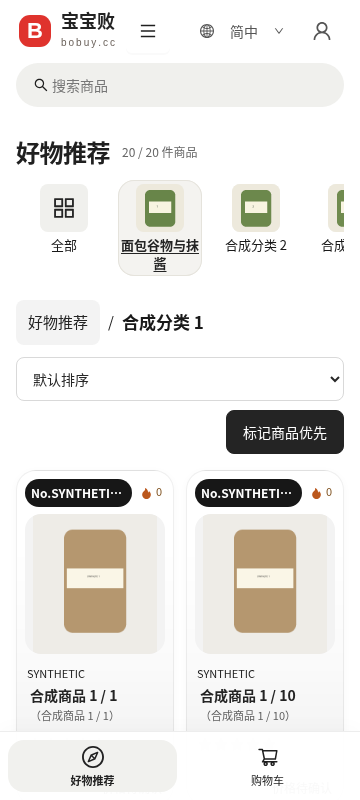 B 宝宝败
bobuy.cc
简中
搜索商品
好物推荐 20 / 20 件商品
全部
面包谷物与抹酱
合成分类 2
合成
好物推荐 / 合成分类 1
默认排序
标记商品优先
No.SYNTHETI... 0
No.SYNTHETI... 0
SYNTHETIC
合成商品 1 / 1
（合成商品 1 / 1）
SYNTHETIC
合成商品 1 / 10
（合成商品 1 / 10）
好物推荐
购物车